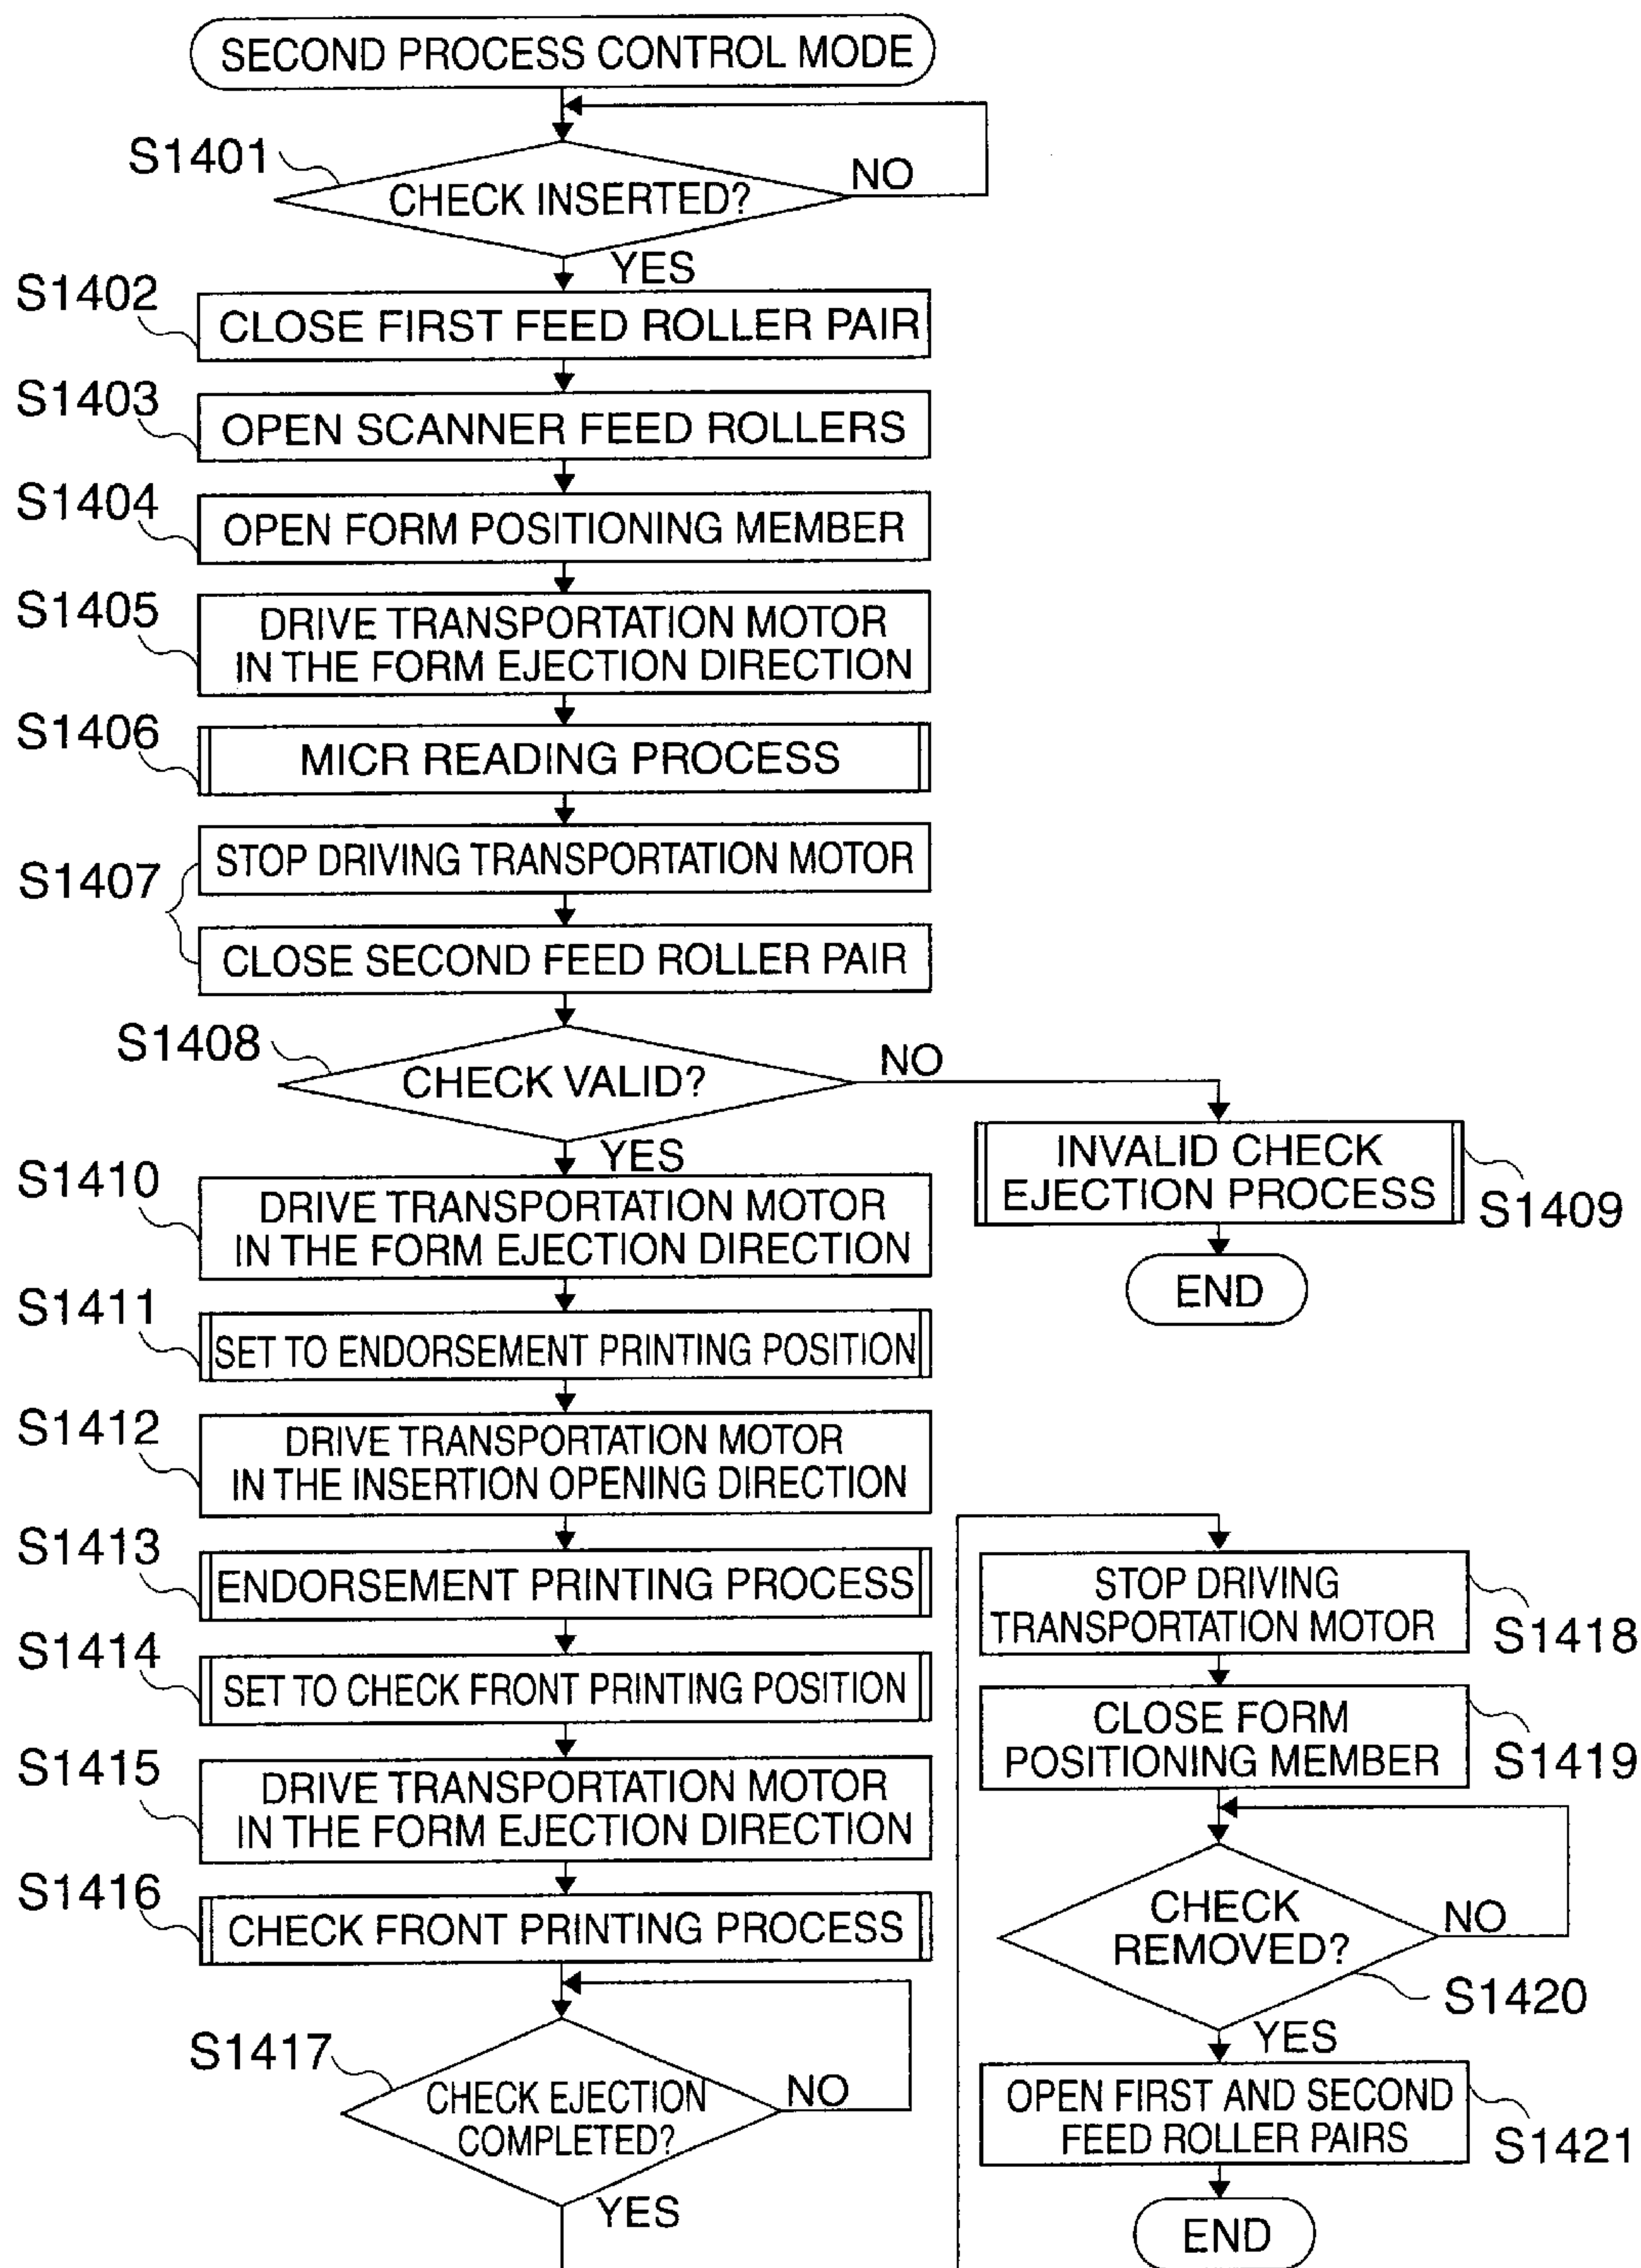 SECOND PROCESS CONTROL MODE
S1401
CHECK INSERTED?
NO
YES
S1402
CLOSE FIRST FEED ROLLER PAIR
S1403
OPEN SCANNER FEED ROLLERS
S1404
OPEN FORM POSITIONING MEMBER
S1405
DRIVE TRANSPORTATION MOTOR
IN THE FORM EJECTION DIRECTION
S1406
MICR READING PROCESS
S1407
STOP DRIVING TRANSPORTATION MOTOR
CLOSE SECOND FEED ROLLER PAIR
S1408
CHECK VALID?
NO
YES
INVALID CHECK
EJECTION PROCESS
S1409
END
S1410
DRIVE TRANSPORTATION MOTOR
IN THE FORM EJECTION DIRECTION
S1411
SET TO ENDORSEMENT PRINTING POSITION
S1412
DRIVE TRANSPORTATION MOTOR
IN THE INSERTION OPENING DIRECTION
S1413
ENDORSEMENT PRINTING PROCESS
S1414
SET TO CHECK FRONT PRINTING POSITION
S1415
DRIVE TRANSPORTATION MOTOR
IN THE FORM EJECTION DIRECTION
S1416
CHECK FRONT PRINTING PROCESS
S1417
CHECK EJECTION
COMPLETED?
NO
YES
STOP DRIVING
TRANSPORTATION MOTOR
S1418
CLOSE FORM
POSITIONING MEMBER
S1419
CHECK
REMOVED?
NO
S1420
YES
OPEN FIRST AND SECOND
FEED ROLLER PAIRS
S1421
END